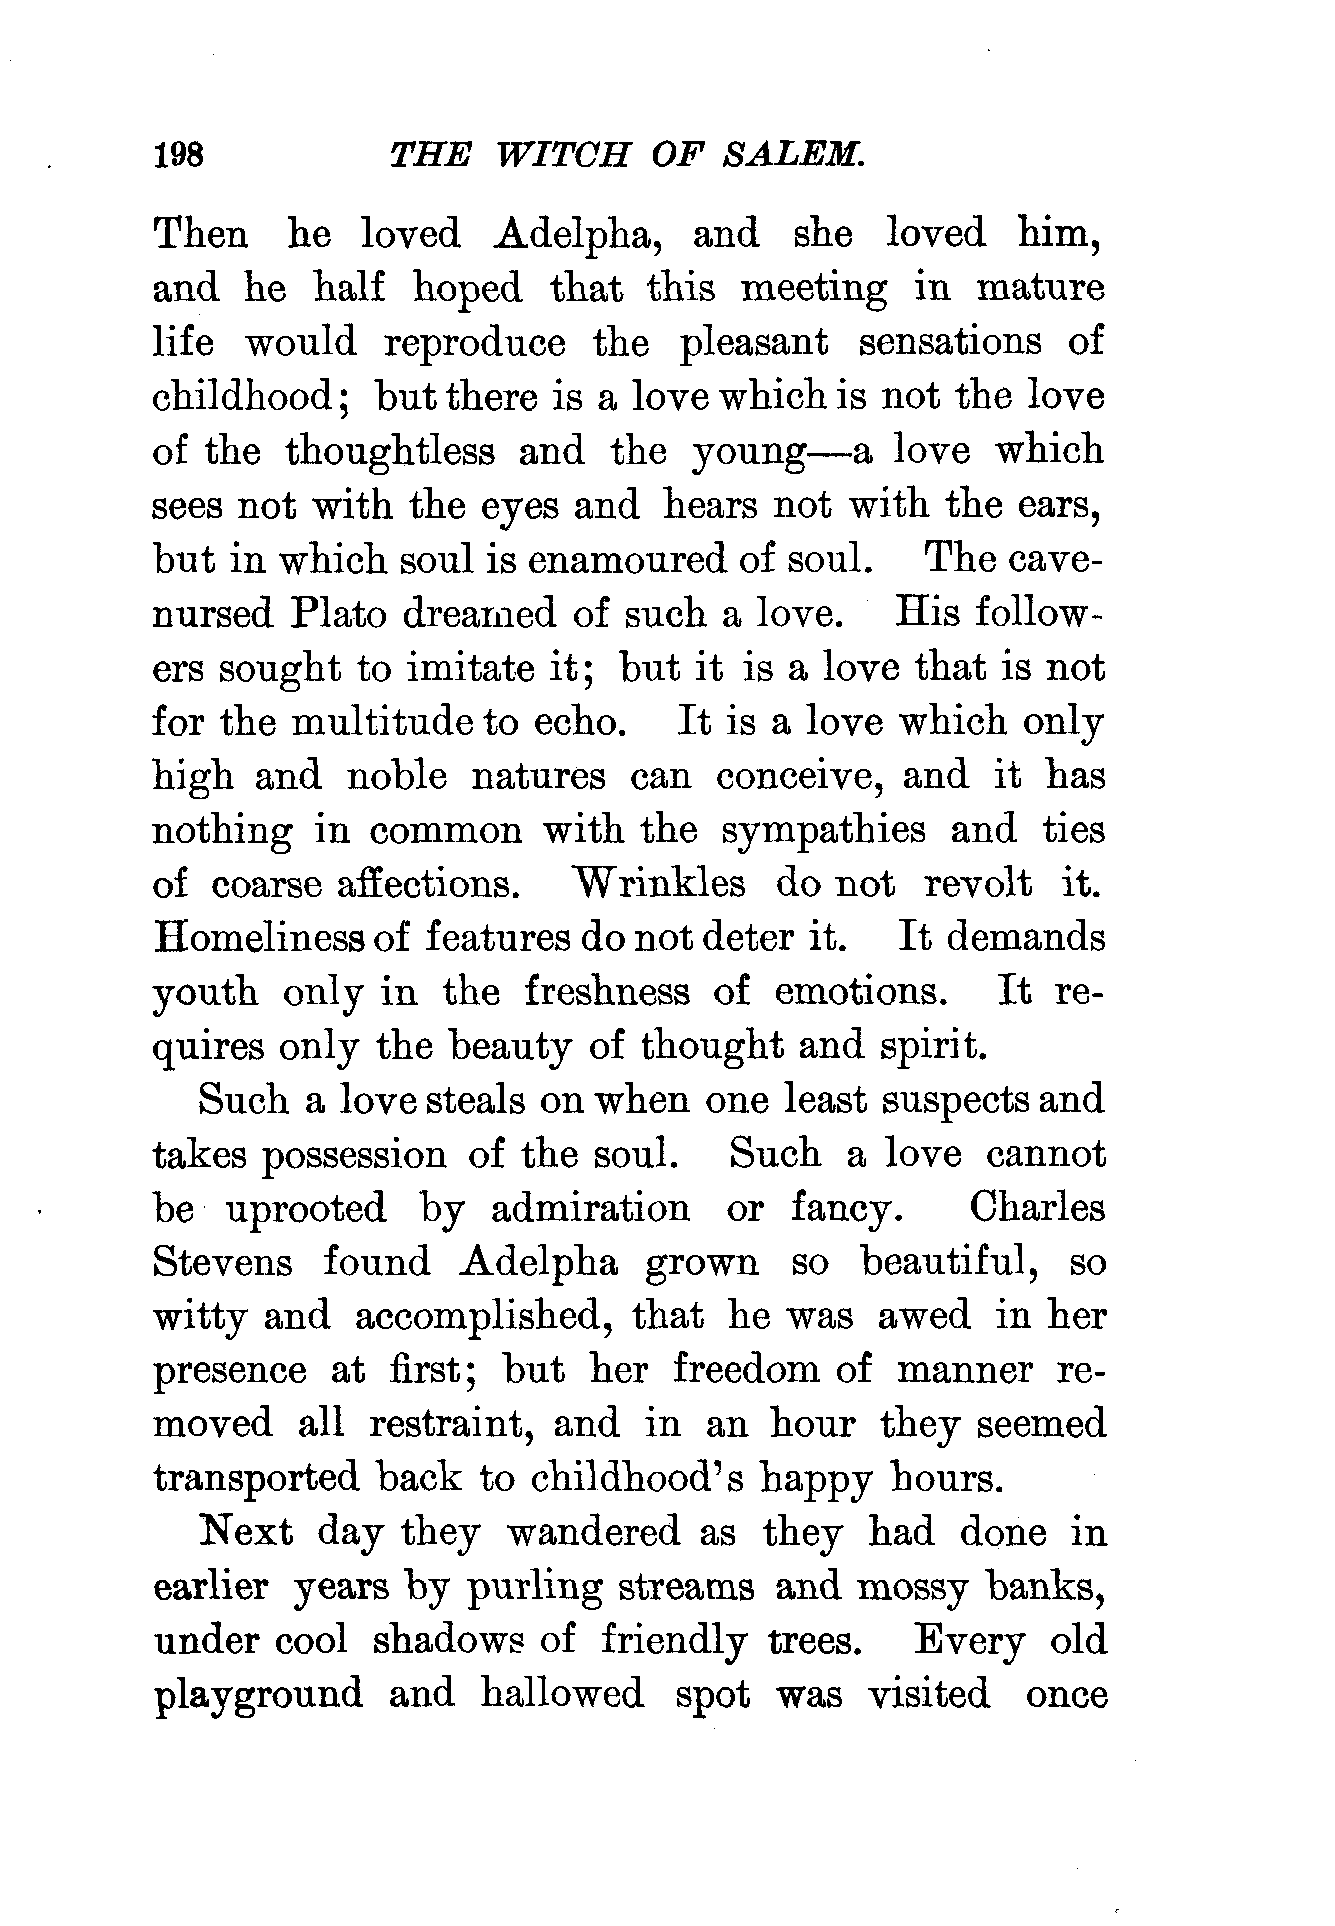 198 THE WITCH OF SALEM.
Then he loved Adelpha, and she loved him,
and he half hoped that this meeting in mature
life would reproduce the pleasant sensations of
childhood; but there is a love which is not the love
of the thoughtless and the young—a love which
sees not with the eyes and hears not with the ears,
but in which soul is enamoured of soul. The cave-
nursed Plato dreamed of such a love. His follow-
ers sought to imitate it; but it is a love that is not
for the multitude to echo. It is a love which only
high and noble natures can conceive, and it has
nothing in common with the sympathies and ties
of coarse affections. Wrinkles do not revolt it.
Homeliness of features do not deter it. It demands
youth only in the freshness of emotions. It re-
quires only the beauty of thought and spirit.
Such a love steals on when one least suspects and
takes possession of the soul. Such a love cannot
be uprooted by admiration or fancy. Charles
Stevens found Adelpha grown so beautiful, so
witty and accomplished, that he was awed in her
presence at first; but her freedom of manner re-
moved all restraint, and in an hour they seemed
transported back to childhood's happy hours.
Next day they wandered as they had done in
earlier years by purling streams and mossy banks,
under cool shadows of friendly trees. Every old
playground and hallowed spot was visited once